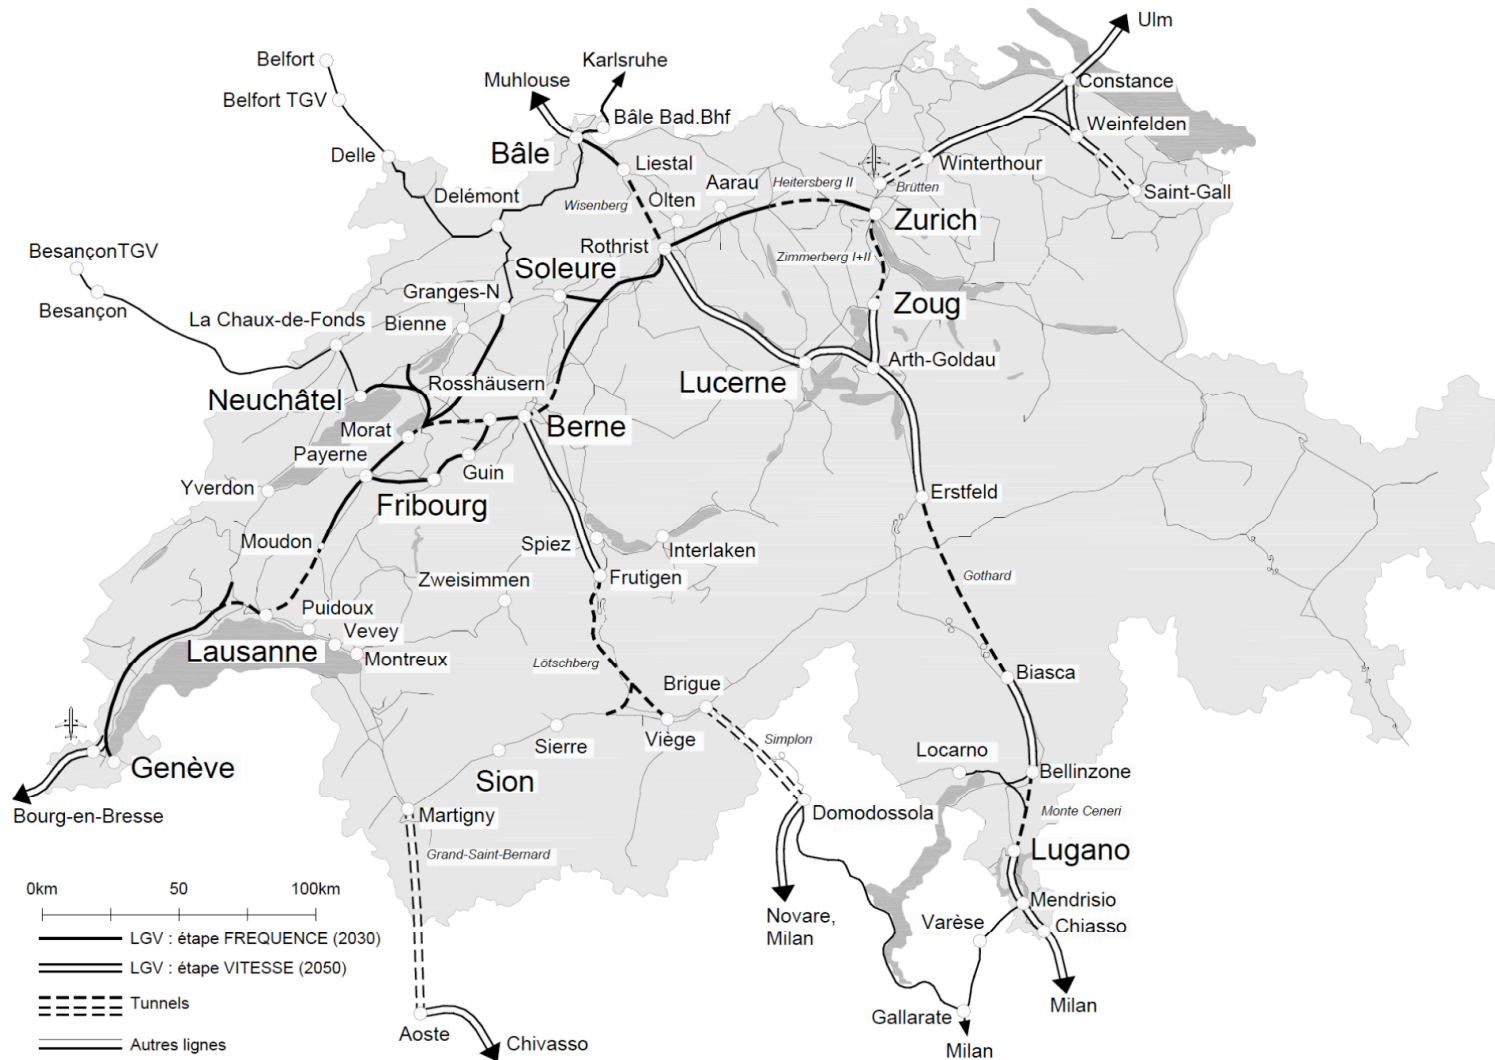 Ulm
Belfort
Karlsruhe
Muhlouse
Constance
Belfort TGV
Bâle Bad.Bhf
Weinfelden
Bâle
Delle
Liestal
Winterthour
Aarau
Heitersberg II
Brütten
Saint-Gall
Delémont
Olten
Wisenberg
Zurich
BesançonTGV
Rothrist
Zimmerberg I+II
Soleure
Granges-N
Zoug
Besançon
La Chaux-de-Fonds
Bienne
Arth-Goldau
Rosshäusern
Lucerne
Neuchâtel
Berne
Morat
Payerne
Guin
Yverdon
Fribourg
Erstfeld
Moudon
Spiez
Interlaken
Zweisimmen
Frutigen
Gothard
Puidoux
Vevey
Lausanne
Montreux
Lötschberg
Biasca
Brigue
Sierre
Viège
Simplon
Locarno
Genève
Sion
Bellinzone
Bourg-en-Bresse
Martigny
Domodossola
Monte Ceneri
Grand-Saint-Bernard
Lugano
0km 50 100km
Mendrisio
Novare,
Milan
Varèse
Chiasso
LGV : étape FREQUENCE (2030)
LGV : étape VITESSE (2050)
Tunnels
Milan
Gallarate
Aoste
Chivasso
Autres lignes
Milan